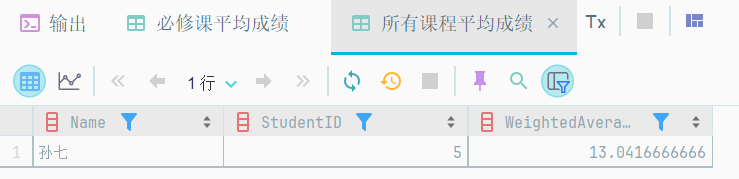 输出 必修课平均成绩 所有课程平均成绩 Tx
1行
Name StudentID WeightedAvera…
1 孙七 5 13.0416666666